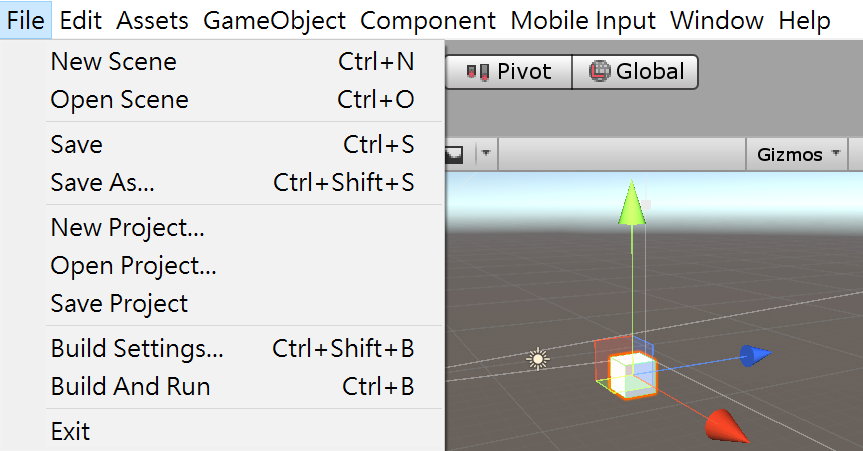 File Edit Assets GameObject Component Mobile Input Window Help
New Scene Ctrl+N
Open Scene Ctrl+O
Save Ctrl+S
Save As... Ctrl+Shift+S
New Project...
Open Project...
Save Project
Build Settings... Ctrl+Shift+B
Build And Run Ctrl+B
Exit
Pivot Global
Gizmos